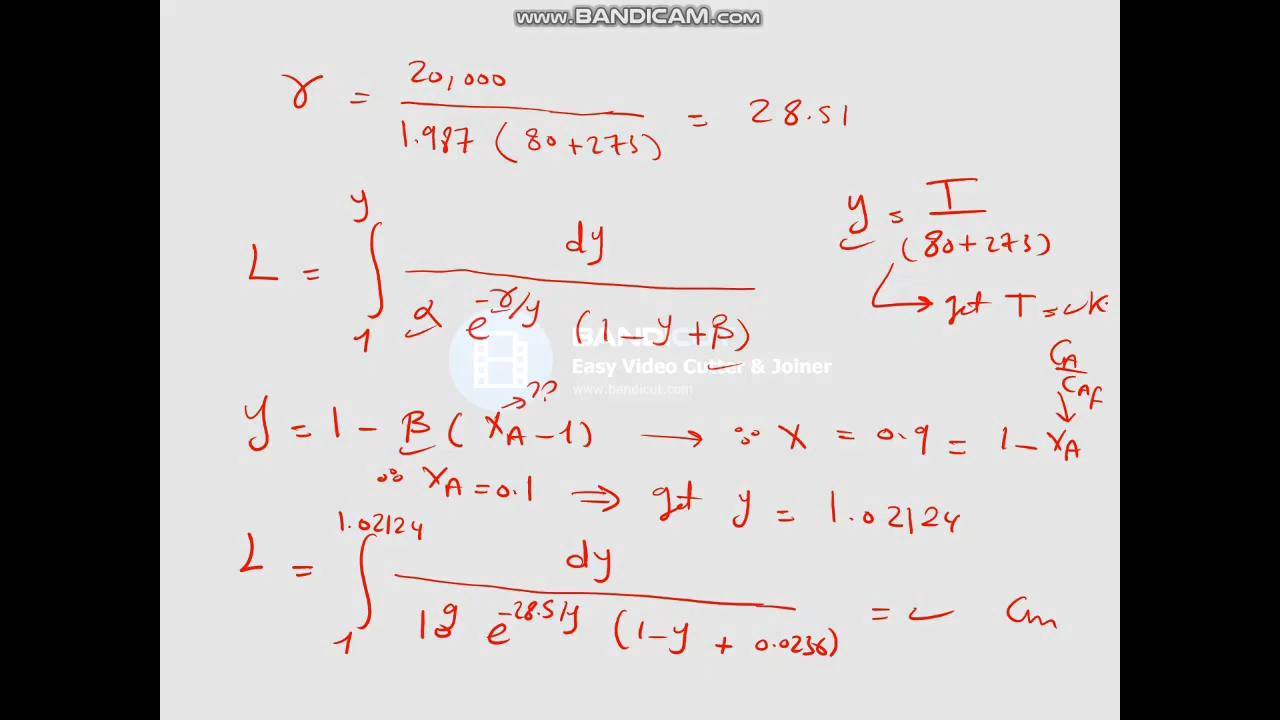 www.BANDICAM.com
γ = 20,000 / 1.987 (80+273) = 28.51
y = T / (80+273)
L = ∫₁^y dy / α e^(-γ/y) (1 - y + β)
→ get T = ✓ K.
BANDICUT
Easy Video Cutter & Joiner
www.bandicut.com
C_A / C_Af
y = 1 - β ( x_A - 1 ) → ?? → ∵ X = 0.9 = 1 - x_A
∴ x_A = 0.1 ⇒ get y = 1.02124
L = ∫₁^1.02124 dy / e^(-28.51/y) (1 - y + 0.0236) = ✓ cm